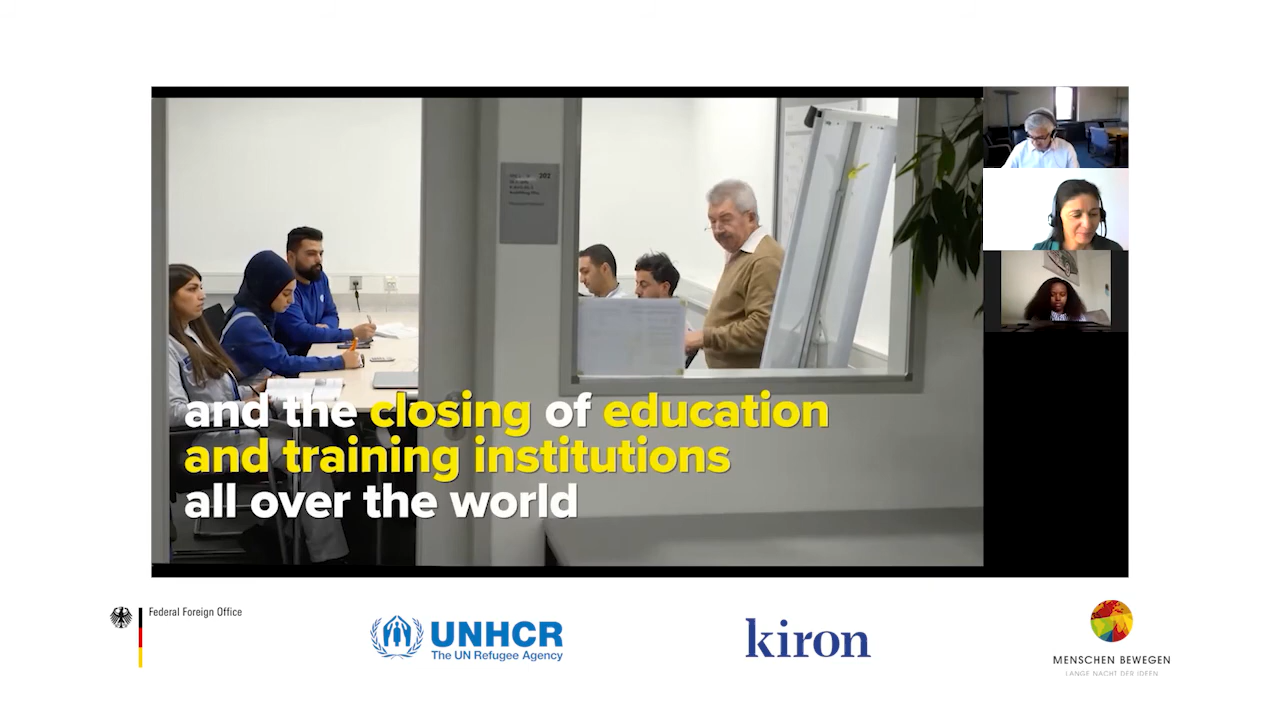 202
and the closing of education
and training institutions
all over the world
Federal Foreign Office
UNHCR
The UN Refugee Agency
kiron
MENSCHEN BEWEGEN
LANGE NACHT DER IDEEN